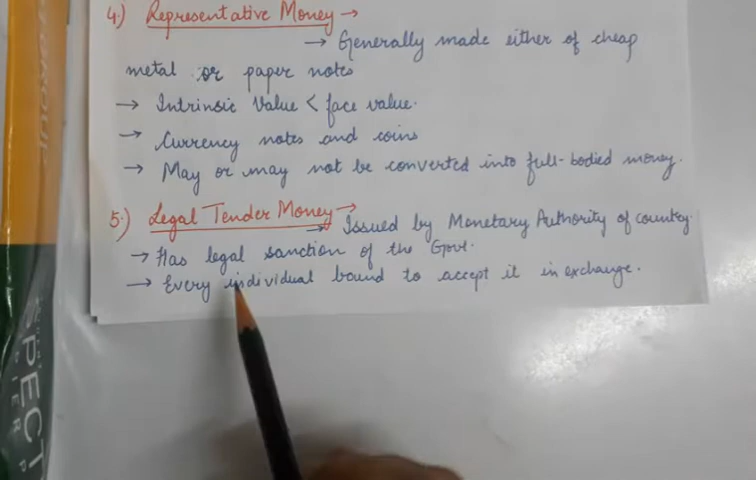 4.) Representative Money →
→ Generally made either of cheap
metal or paper notes
→ Intrinsic Value < face value.
→ Currency notes and coins
→ May or may not be converted into full-bodied money.
5.) Legal Tender Money →
→ Issued by Monetary Authority of country.
→ Has legal sanction of the Govt.
→ Every individual bound to accept it in exchange.